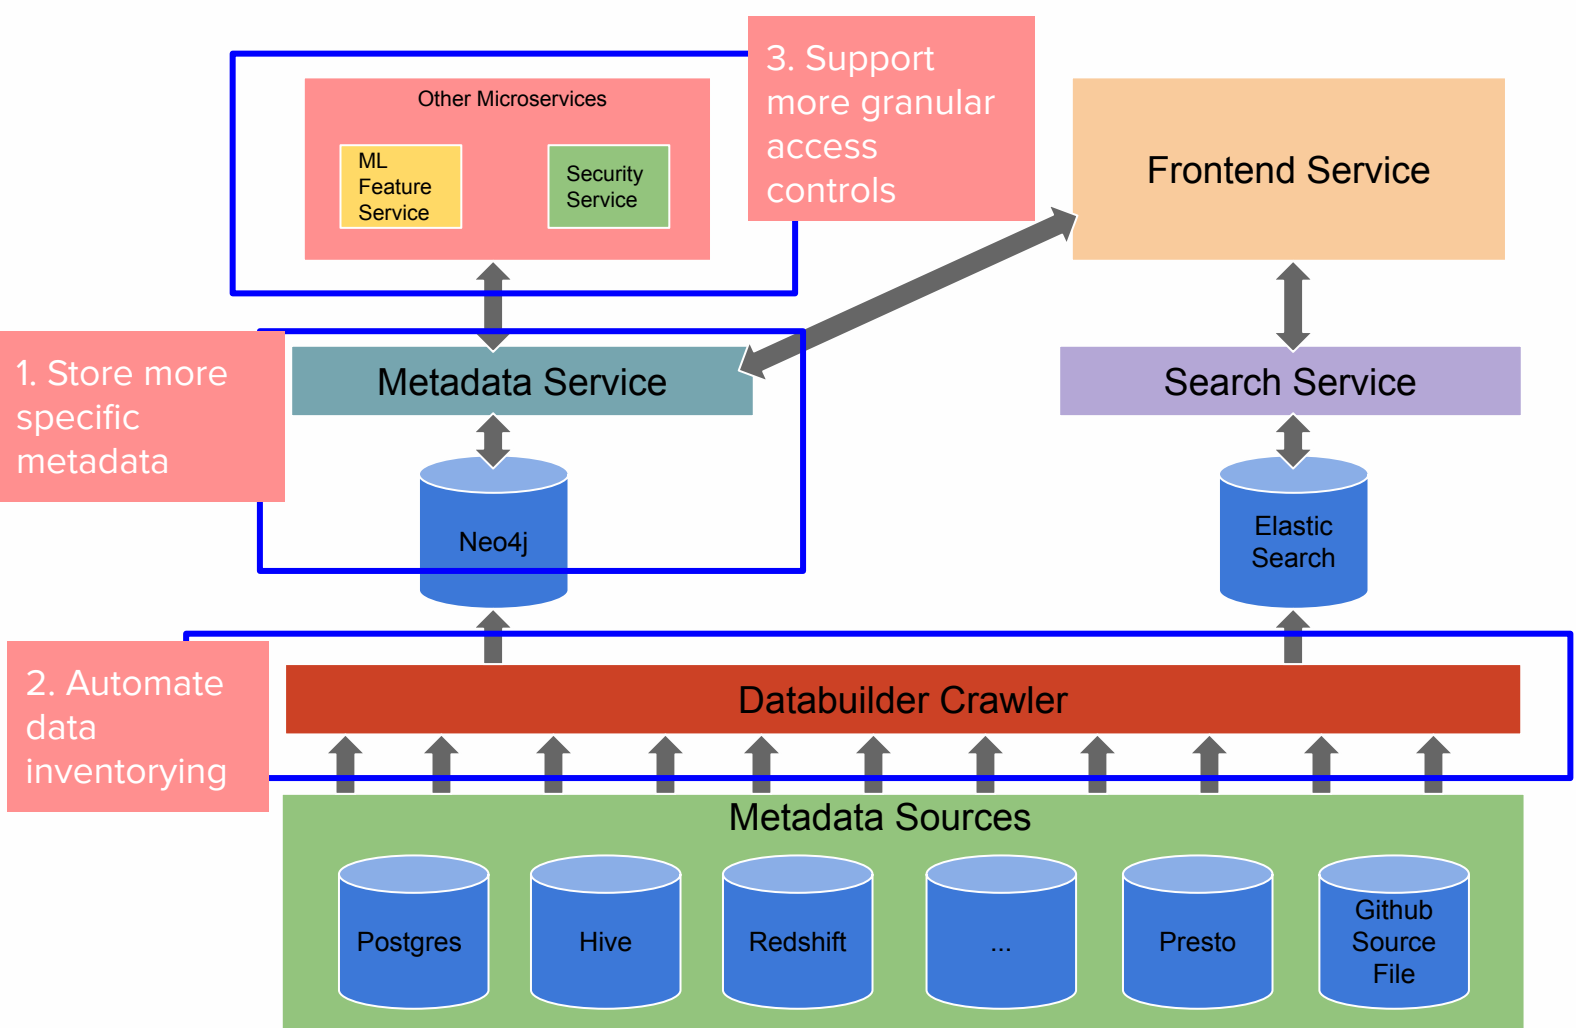 3. Support
more granular
access
controls
Other Microservices
ML
Feature
Service
Security
Service
Frontend Service
1. Store more
specific
metadata
Metadata Service
Search Service
Neo4j
Elastic
Search
2. Automate
data
inventorying
Databuilder Crawler
Metadata Sources
Postgres
Hive
Redshift
...
Presto
Github
Source
File